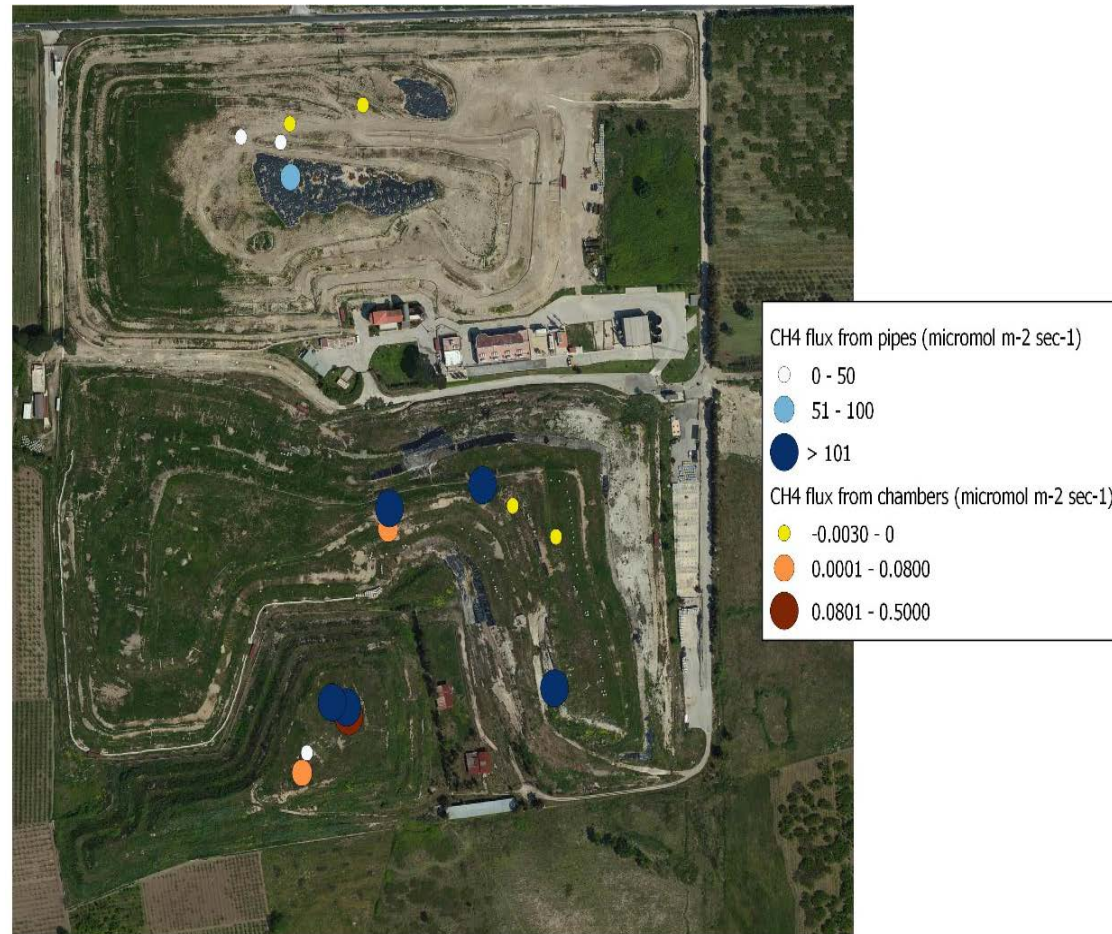 CH4 flux from pipes (micromol m-2 sec-1)
0 - 50
51 - 100
> 101
CH4 flux from chambers (micromol m-2 sec-1)
-0.0030 - 0
0.0001 - 0.0800
0.0801 - 0.5000